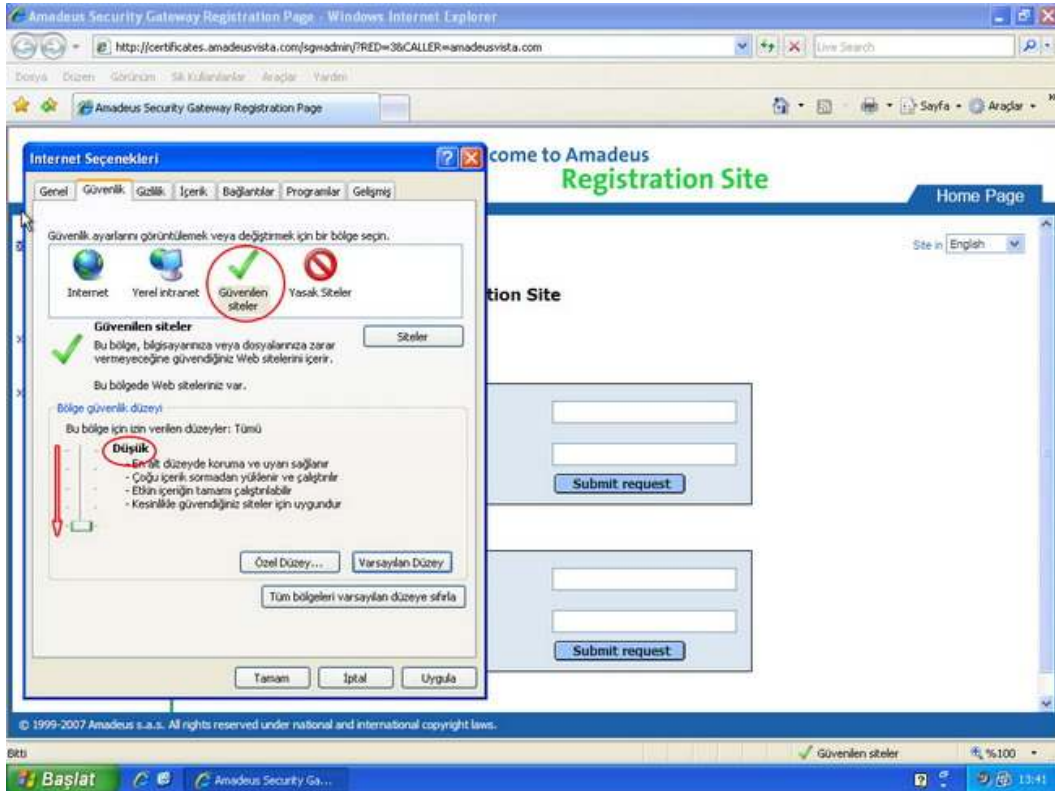 Amadeus Security Gateway Registration Page - Windows Internet Explorer
http://certificates.amadeusvista.com/sgwadmin/?RED=3&CALLER=amadeusvista.com
Live Search
Dosya Düzen Görünüm Sık Kullanılanlar Araçlar Yardım
Amadeus Security Gateway Registration Page
Sayfa
Araçlar
come to Amadeus
Registration Site
Home Page
Site in English
tion Site
Submit request
Submit request
Internet Seçenekleri
Genel Güvenlik Gizlilik İçerik Bağlantılar Programlar Gelişmiş
Güvenlik ayarlarını görüntülemek veya değiştirmek için bir bölge seçin.
Internet Yerel intranet Güvenilen siteler Yasak Siteler
Güvenilen siteler
Siteler
Bu bölge, bilgisayarınıza veya dosyalarınıza zarar
vermeyeceğine güvendiğiniz Web sitelerini içerir.
Bu bölgede Web siteleriniz var.
Bölge güvenlik düzeyi
Bu bölge için izin verilen düzeyler: Tümü
Düşük
- En alt düzeyde koruma ve uyarı sağlanır
- Çoğu içerik sormadan yüklenir ve çalıştırılır
- Etkin içeriğin tamamı çalıştırılabilir
- Kesinlikle güvendiğiniz siteler için uygundur
Özel Düzey... Varsayılan Düzey
Tüm bölgeleri varsayılan düzeye sıfırla
Tamam İptal Uygula
© 1999-2007 Amadeus s.a.s. All rights reserved under national and international copyright laws.
Bitti
Güvenilen siteler
%100
Başlat
Amadeus Security Ga...
13:41